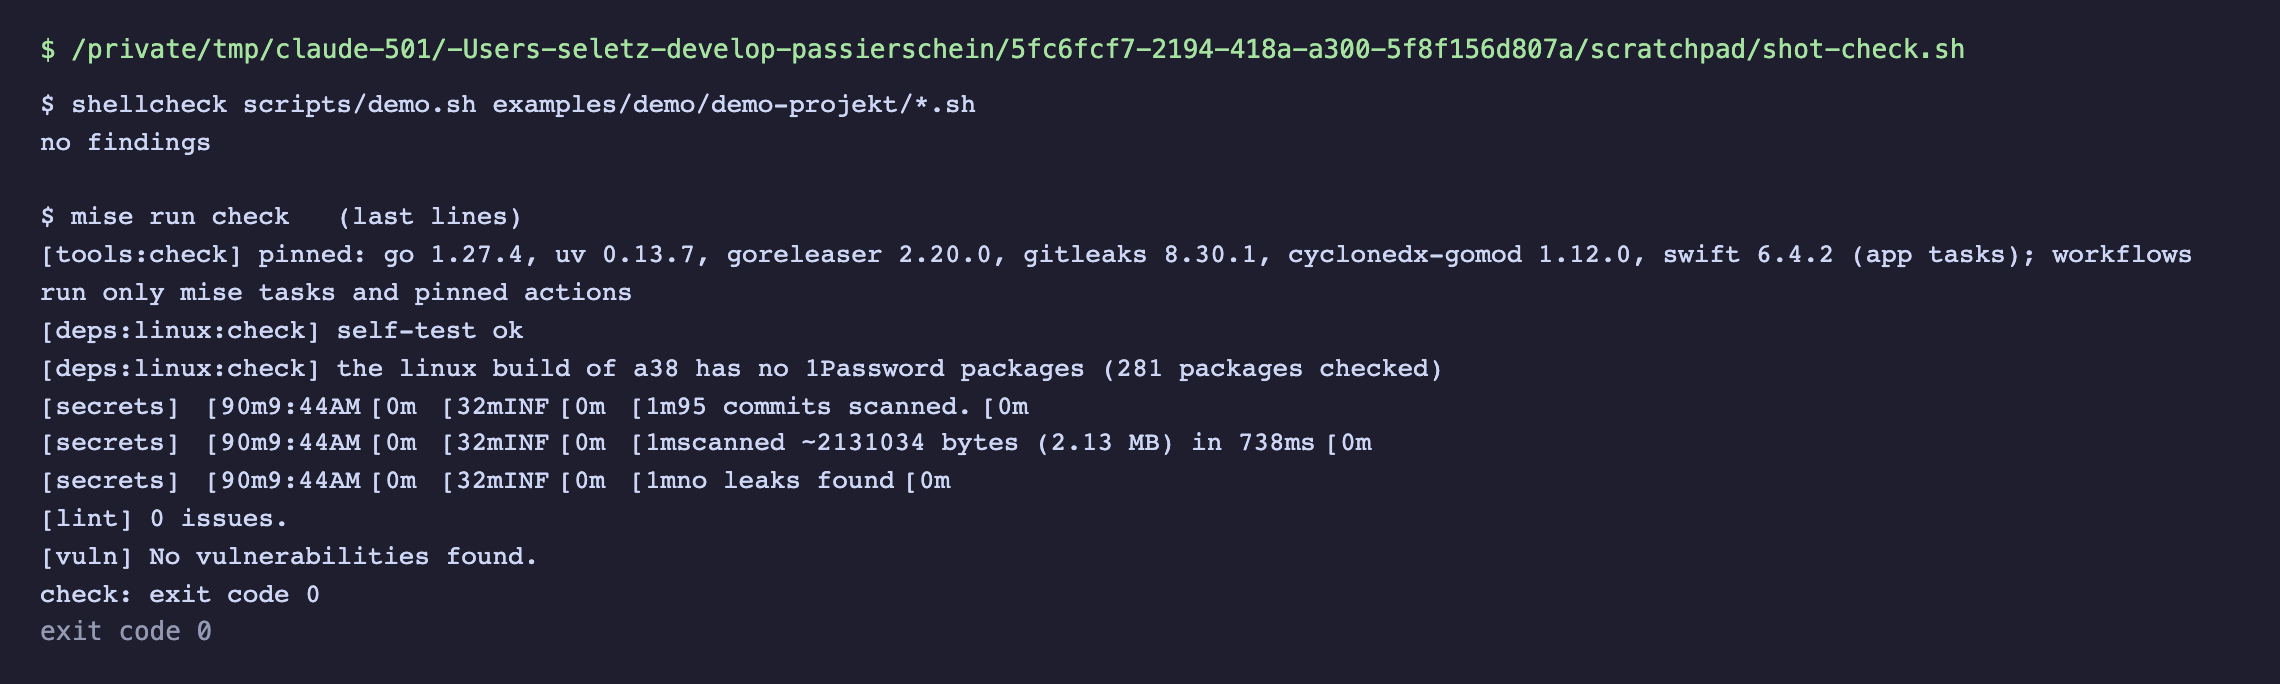 $ /private/tmp/claude-501/-Users-seletz-develop-passierschein/5fc6fcf7-2194-418a-a300-5f8f156d807a/scratchpad/shot-check.sh
$ shellcheck scripts/demo.sh examples/demo/demo-projekt/*.sh
no findings
$ mise run check   (last lines)
[tools:check] pinned: go 1.27.4, uv 0.13.7, goreleaser 2.20.0, gitleaks 8.30.1, cyclonedx-gomod 1.12.0, swift 6.4.2 (app tasks); workflows
run only mise tasks and pinned actions
[deps:linux:check] self-test ok
[deps:linux:check] the linux build of a38 has no 1Password packages (281 packages checked)
[secrets] [90m9:44AM[0m [32mINF[0m [1m95 commits scanned.[0m
[secrets] [90m9:44AM[0m [32mINF[0m [1mscanned ~2131034 bytes (2.13 MB) in 738ms[0m
[secrets] [90m9:44AM[0m [32mINF[0m [1mno leaks found[0m
[lint] 0 issues.
[vuln] No vulnerabilities found.
check: exit code 0
exit code 0